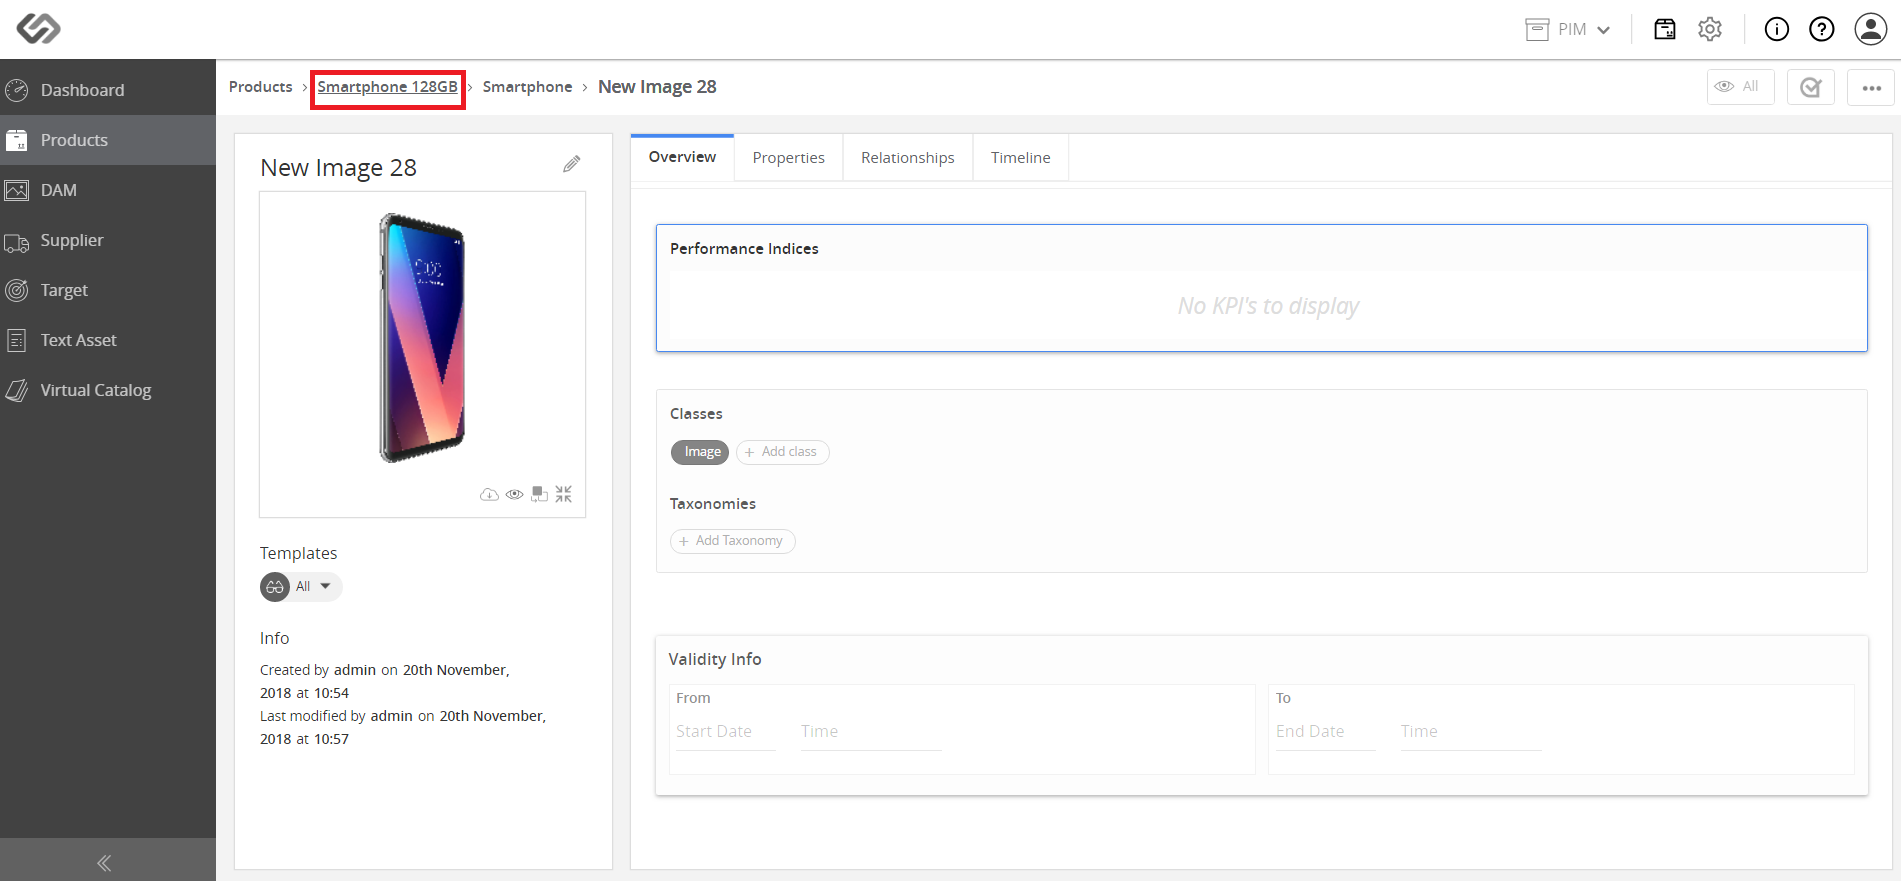 PIM
Dashboard
Products
DAM
Supplier
Target
Text Asset
Virtual Catalog
Products › Smartphone 128GB › Smartphone › New Image 28
All
New Image 28
Templates
All
Info
Created by admin on 20th November,
2018 at 10:54
Last modified by admin on 20th November,
2018 at 10:57
Overview
Properties
Relationships
Timeline
Performance Indices
No KPI's to display
Classes
Image
+ Add class
Taxonomies
+ Add Taxonomy
Validity Info
From
Start Date
Time
To
End Date
Time